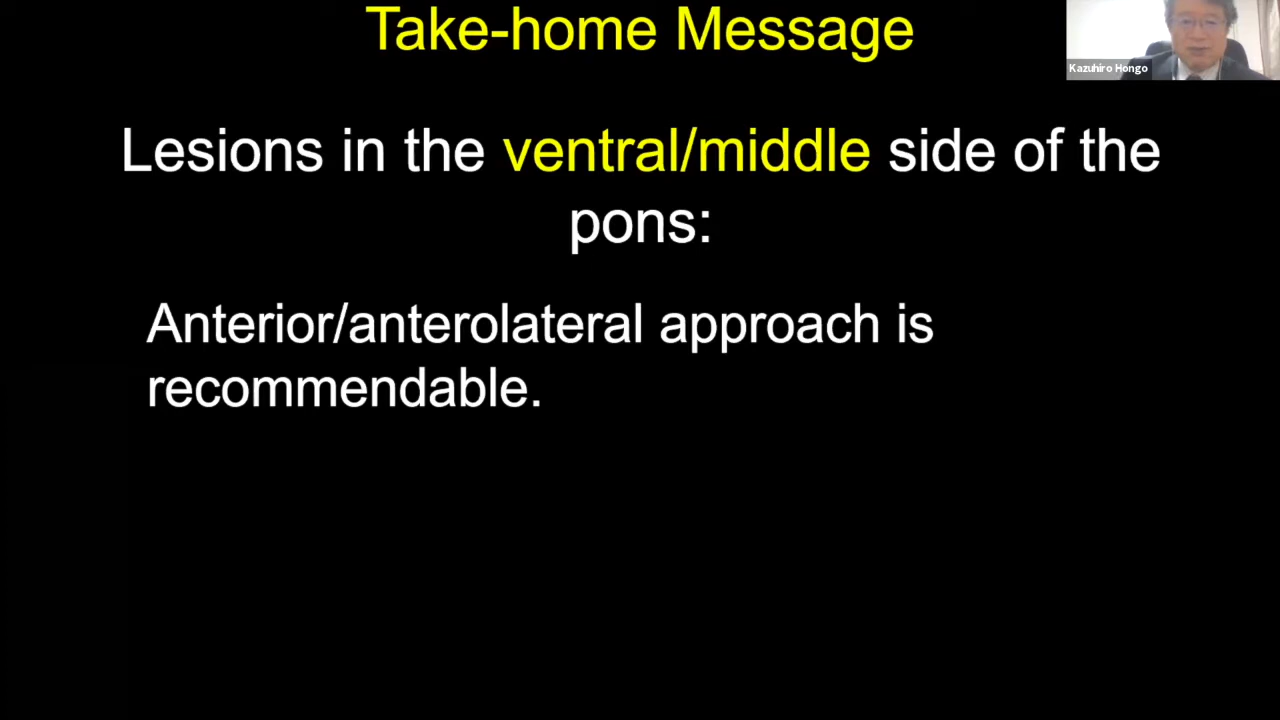 Take-home Message
Kazuhiro Hongo
Lesions in the ventral/middle side of the
pons:
Anterior/anterolateral approach is
recommendable.